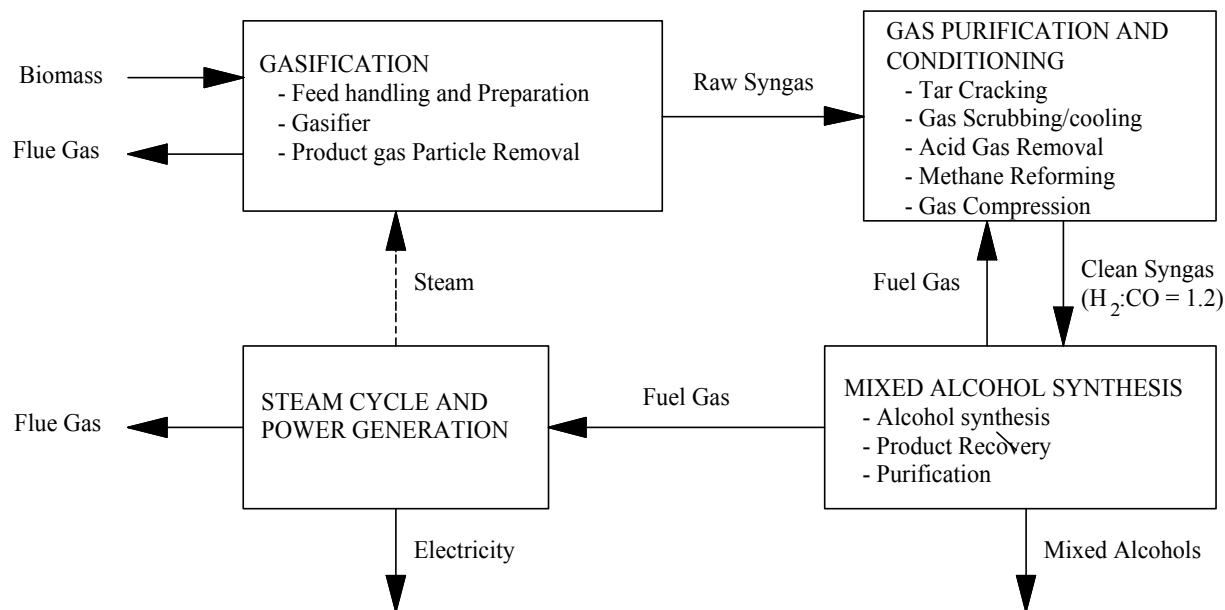 Biomass
Flue Gas
GASIFICATION
- Feed handling and Preparation
- Gasifier
- Product gas Particle Removal
Raw Syngas
GAS PURIFICATION AND
CONDITIONING
- Tar Cracking
- Gas Scrubbing/cooling
- Acid Gas Removal
- Methane Reforming
- Gas Compression
Steam
Fuel Gas
Clean Syngas
(H2:CO = 1.2)
Flue Gas
STEAM CYCLE AND
POWER GENERATION
Fuel Gas
MIXED ALCOHOL SYNTHESIS
- Alcohol synthesis
- Product Recovery
- Purification
Electricity
Mixed Alcohols